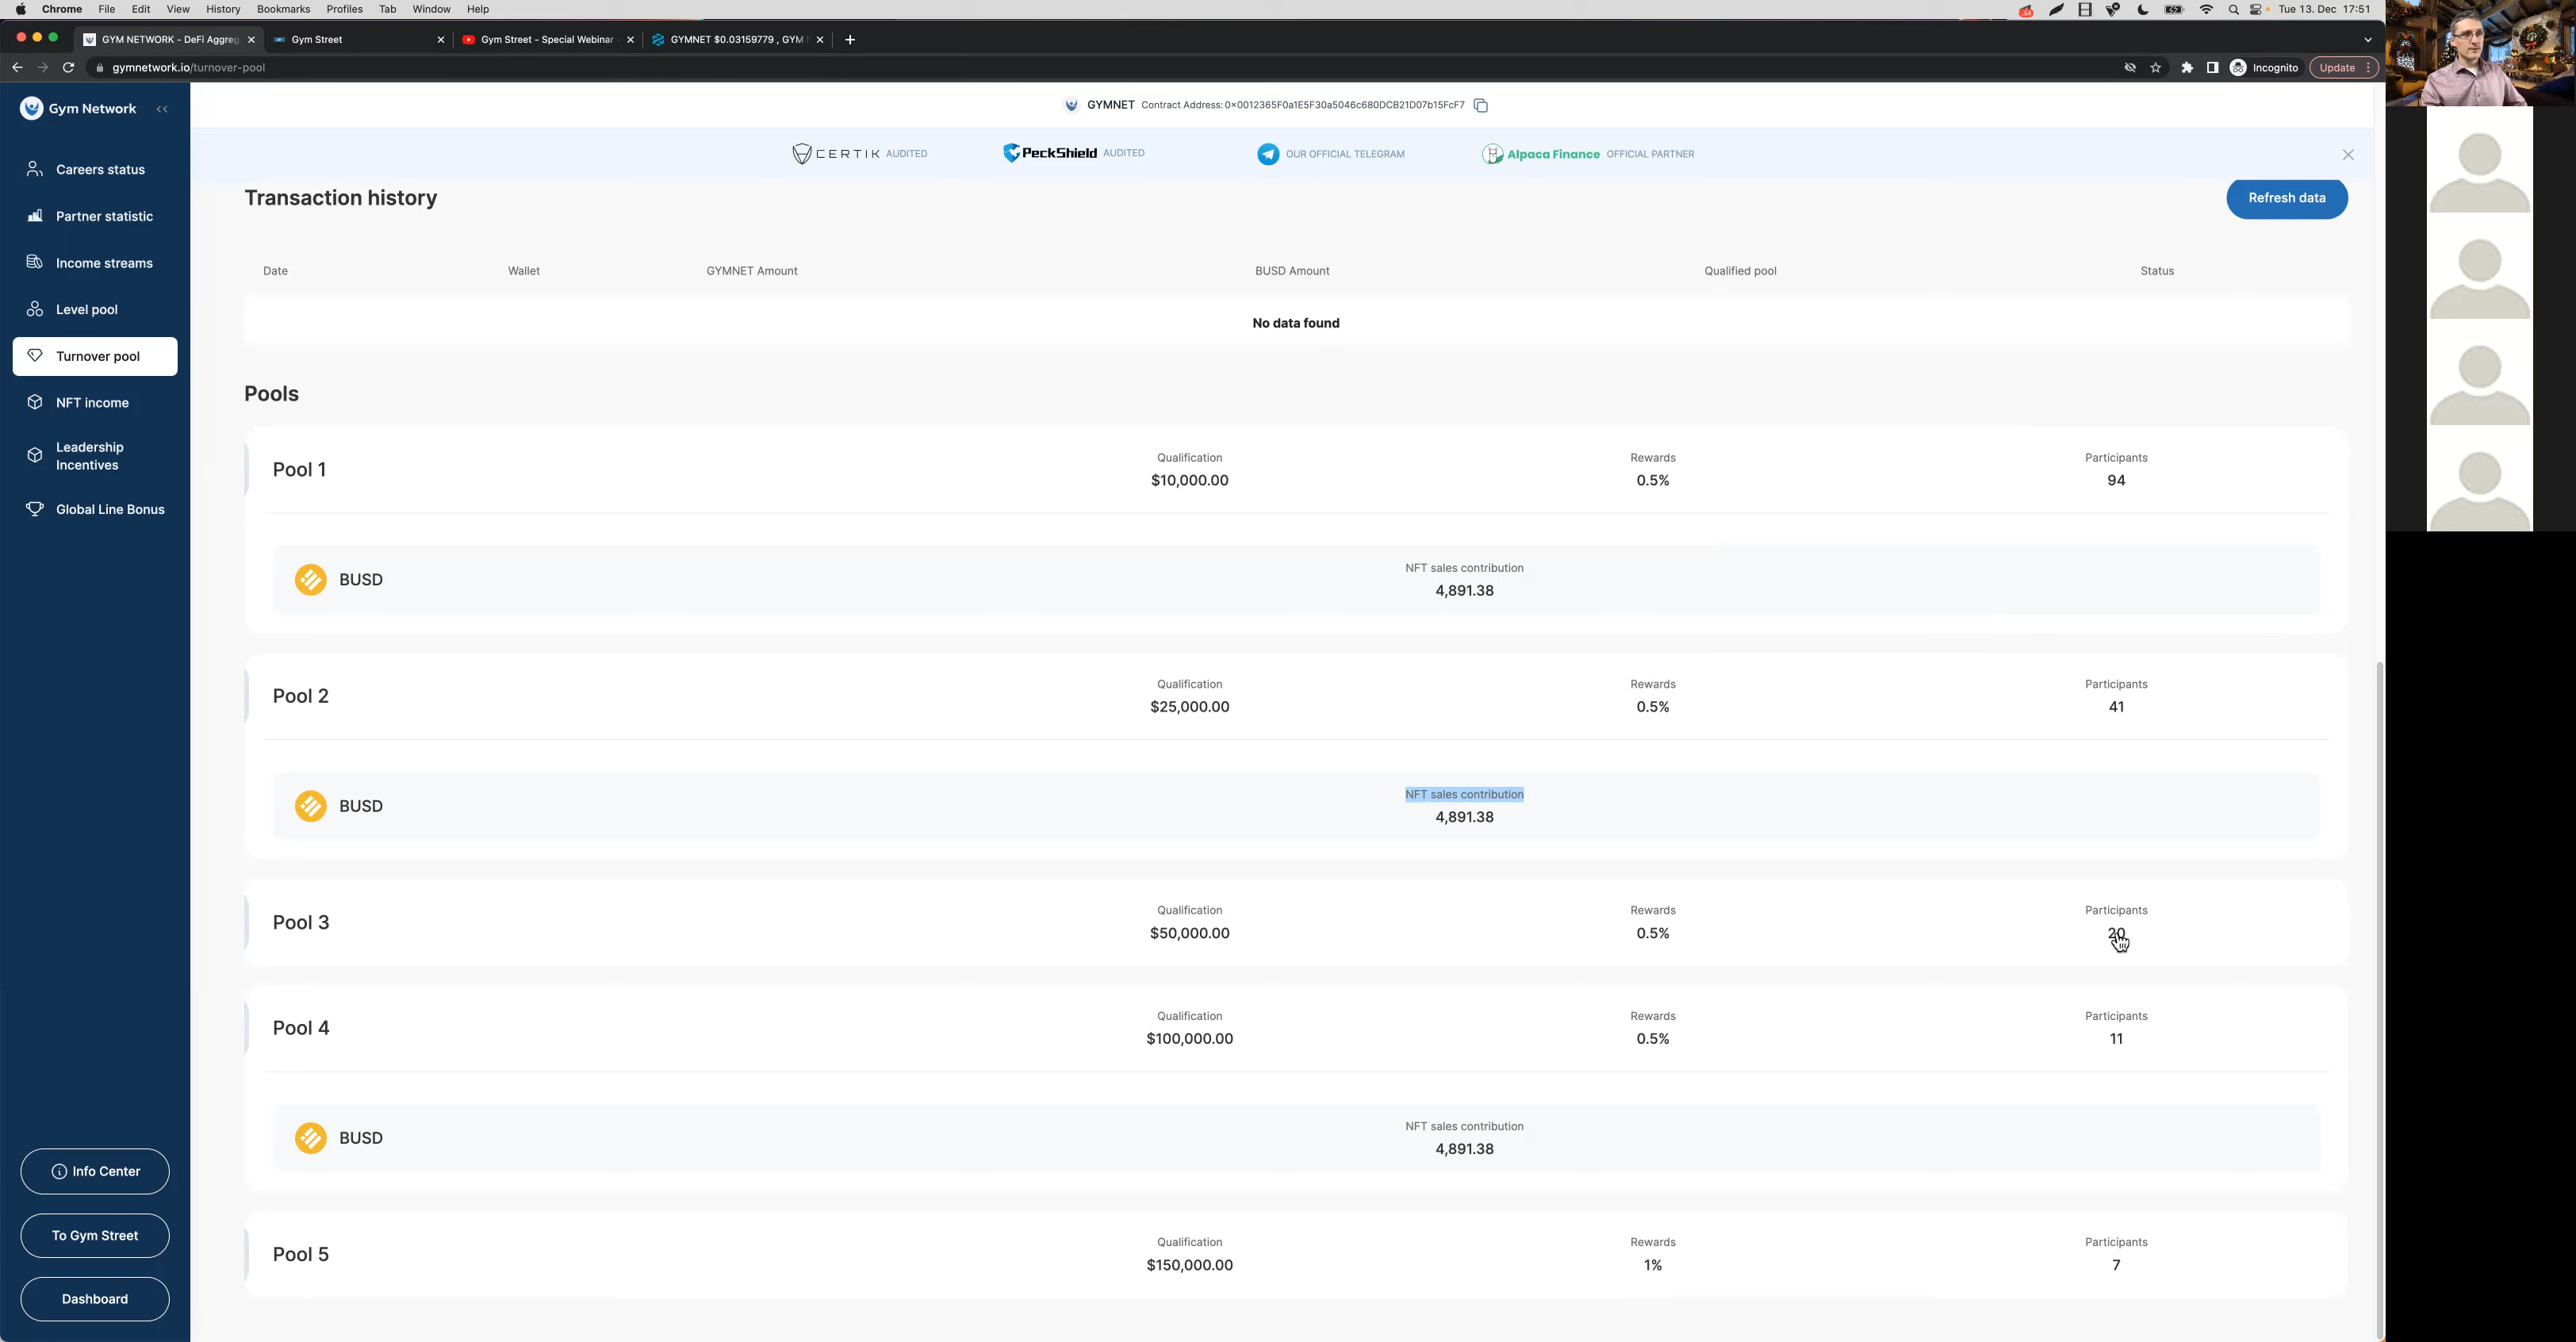 Chrome File Edit View History Bookmarks Profiles Tab Window Help Tue 13. Dec 17:51
GYM NETWORK - DeFi Aggreg Gym Street Gym Street - Special Webinar GYMNET $0.03159779 , GYM
gymnetwork.io/turnover-pool Incognito Update
Gym Network
Careers status
Partner statistic
Income streams
Level pool
Turnover pool
NFT income
Leadership
Incentives
Global Line Bonus
Info Center
To Gym Street
Dashboard
GYMNET Contract Address: 0x0012365F0a1E5F30a5046c680DCB21D07b15FcF7
CERTIK AUDITED PeckShield AUDITED OUR OFFICIAL TELEGRAM Alpaca Finance OFFICIAL PARTNER
Transaction history Refresh data
Date Wallet GYMNET Amount BUSD Amount Qualified pool Status
No data found
Pools
Pool 1
Qualification Rewards Participants
$10,000.00 0.5% 94
BUSD
NFT sales contribution
4,891.38
Pool 2
Qualification Rewards Participants
$25,000.00 0.5% 41
BUSD
NFT sales contribution
4,891.38
Pool 3
Qualification Rewards Participants
$50,000.00 0.5% 20
Pool 4
Qualification Rewards Participants
$100,000.00 0.5% 11
BUSD
NFT sales contribution
4,891.38
Pool 5
Qualification Rewards Participants
$150,000.00 1% 7